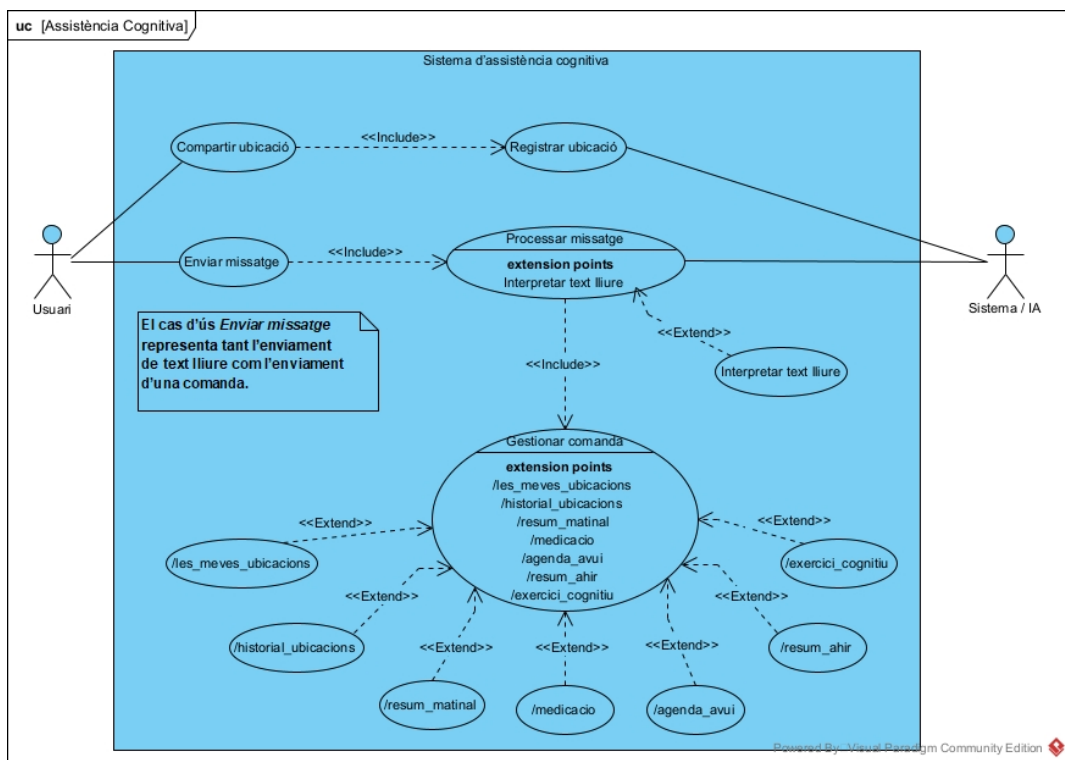 uc [Assistència Cognitiva]
Sistema d'assistència cognitiva
Compartir ubicació
<<Include>>
Registrar ubicació
Usuari
Enviar missatge
<<Include>>
Processar missatge
extension points
Interpretar text lliure
Sistema / IA
El cas d'ús Enviar missatge
representa tant l'enviament
de text lliure com l'enviament
d'una comanda.
<<Extend>>
Interpretar text lliure
<<Include>>
Gestionar comanda
extension points
/les_meves_ubicacions
/historial_ubicacions
/resum_matinal
/medicacio
/agenda_avui
/resum_ahir
/exercici_cognitiu
<<Extend>>
/les_meves_ubicacions
<<Extend>>
/exercici_cognitiu
<<Extend>>
/historial_ubicacions
<<Extend>>
/resum_ahir
<<Extend>>
/resum_matinal
<<Extend>>
/medicacio
<<Extend>>
/agenda_avui
Powered By: Visual Paradigm Community Edition